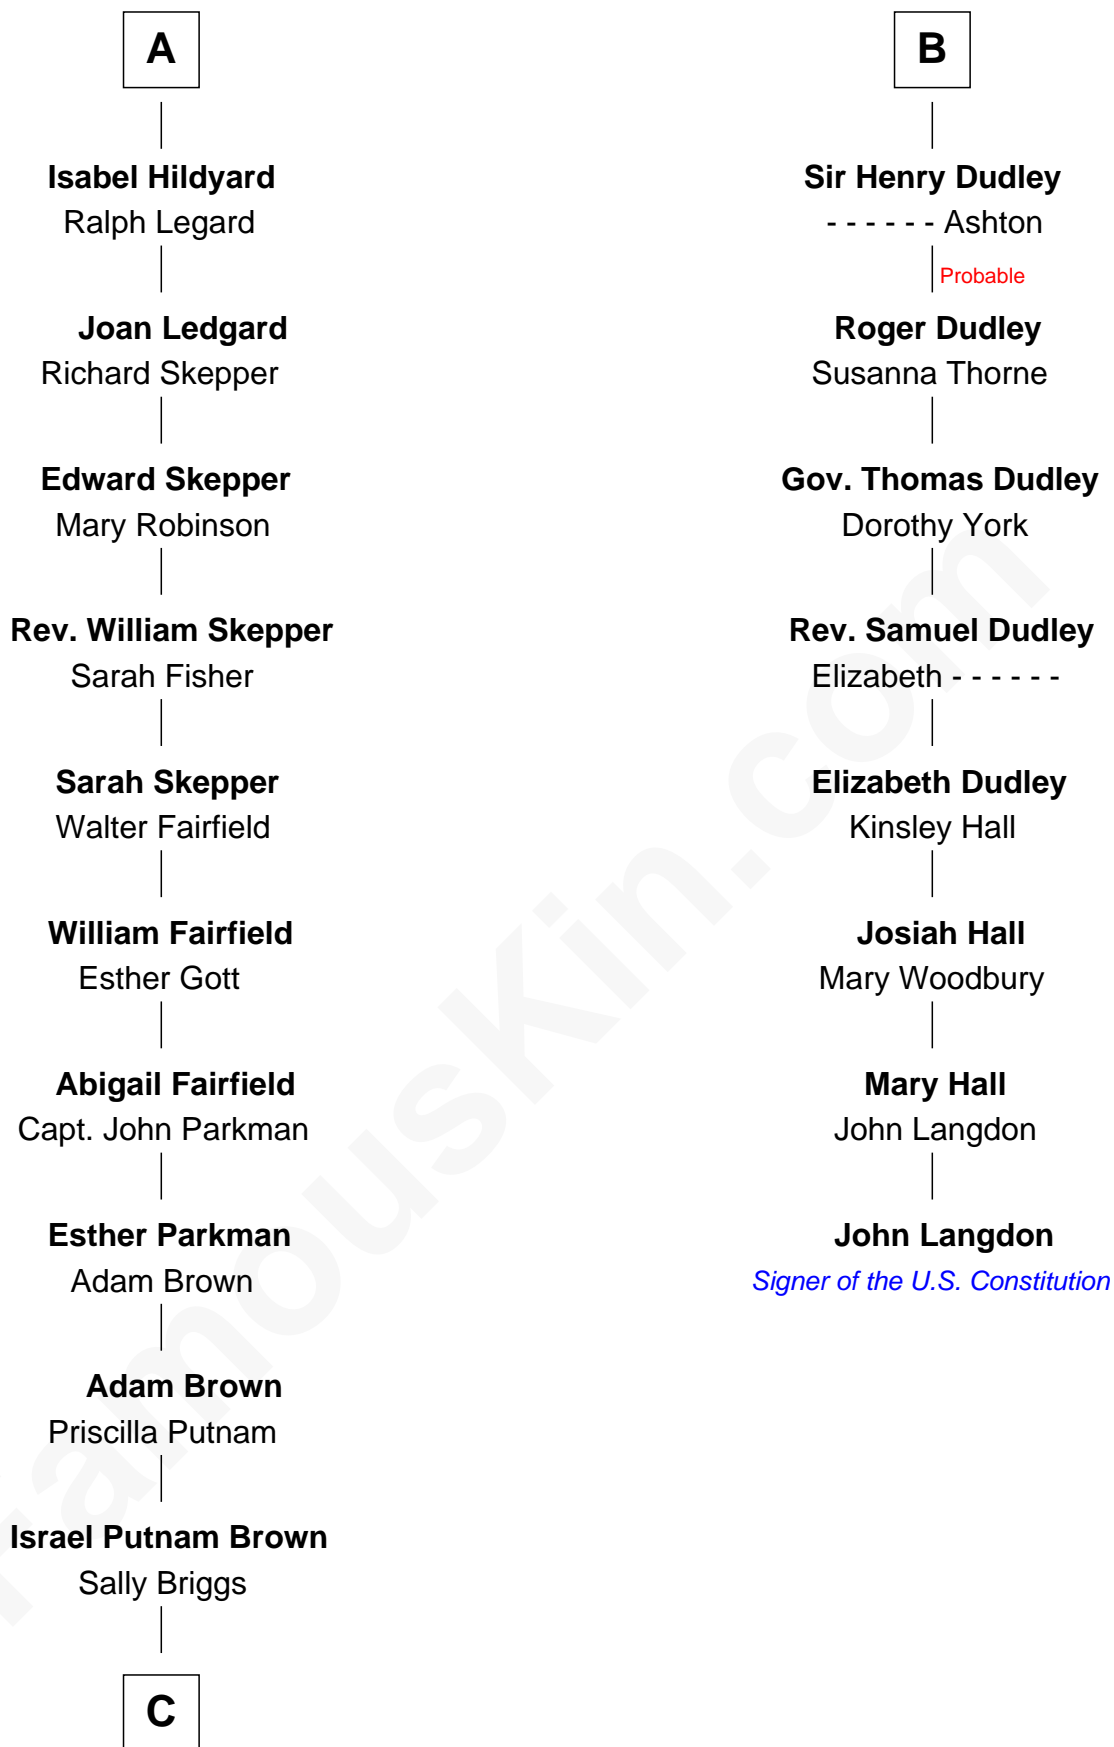 A
Isabel Hildyard
Ralph Legard
Joan Ledgard
Richard Skepper
Edward Skepper
Mary Robinson
Rev. William Skepper
Sarah Fisher
Sarah Skepper
Walter Fairfield
William Fairfield
Esther Gott
Abigail Fairfield
Capt. John Parkman
Esther Parkman
Adam Brown
Adam Brown
Priscilla Putnam
Israel Putnam Brown
Sally Briggs
C
B
Sir Henry Dudley
- - - - - - Ashton
Probable
Roger Dudley
Susanna Thorne
Gov. Thomas Dudley
Dorothy York
Rev. Samuel Dudley
Elizabeth - - - - - -
Elizabeth Dudley
Kinsley Hall
Josiah Hall
Mary Woodbury
Mary Hall
John Langdon
John Langdon
Signer of the U.S. Constitution
FamousKin.com